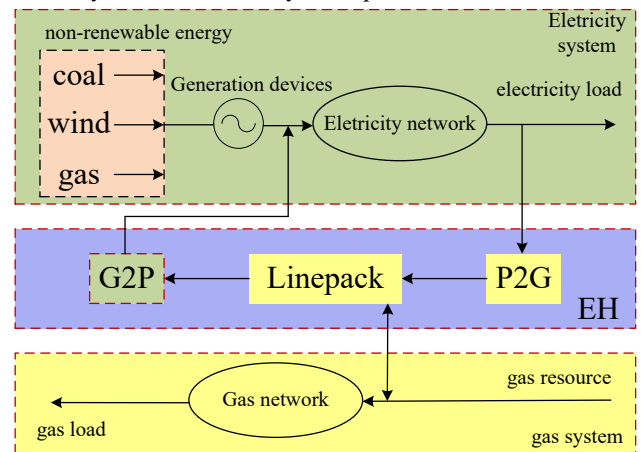 non-renewable energy
Eletricity
system
coal
Generation devices
electricity load
wind
Eletricity network
gas
G2P
Linepack
P2G
EH
Gas network
gas resource
gas load
gas system